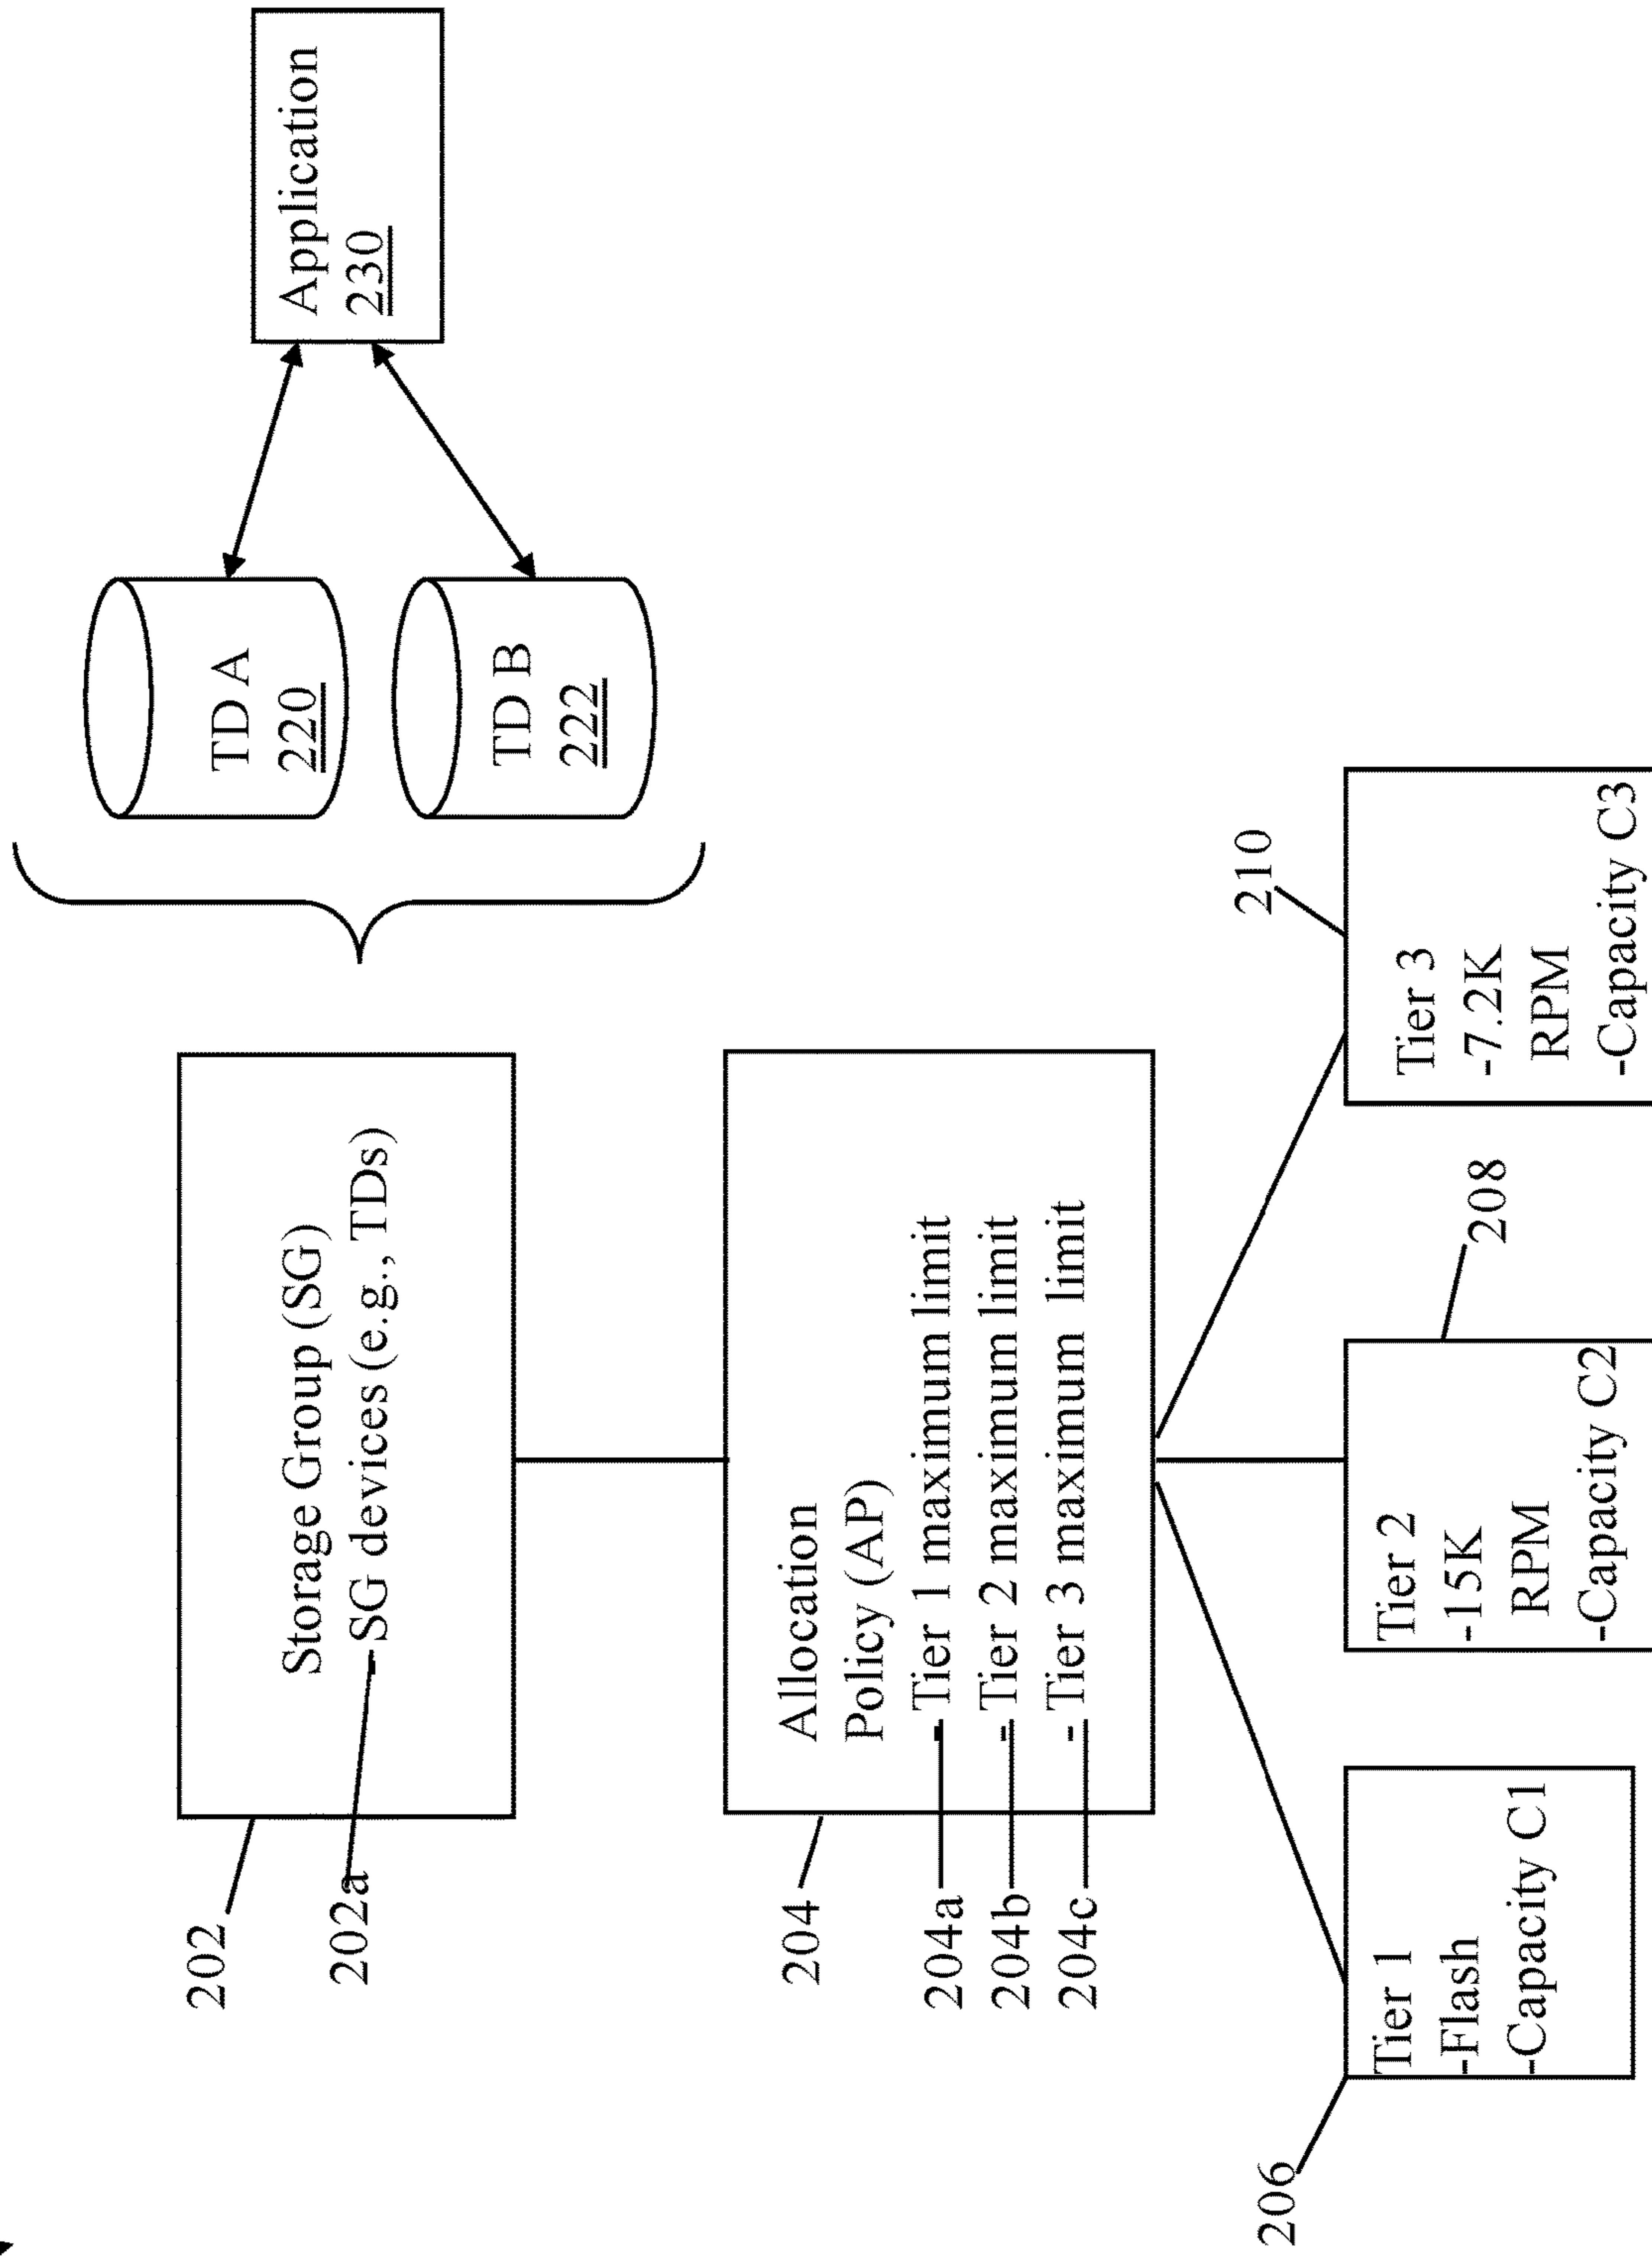 202
202a
Storage Group (SG)
-SG devices (e.g., TDs)
TD A
220
TD B
222
Application
230
204
204a
204b
204c
Allocation
Policy (AP)
-Tier 1 maximum limit
-Tier 2 maximum limit
-Tier 3 maximum limit
206
Tier 1
-Flash
-Capacity C1
208
Tier 2
-15K
RPM
-Capacity C2
210
Tier 3
-7.2K
RPM
-Capacity C3